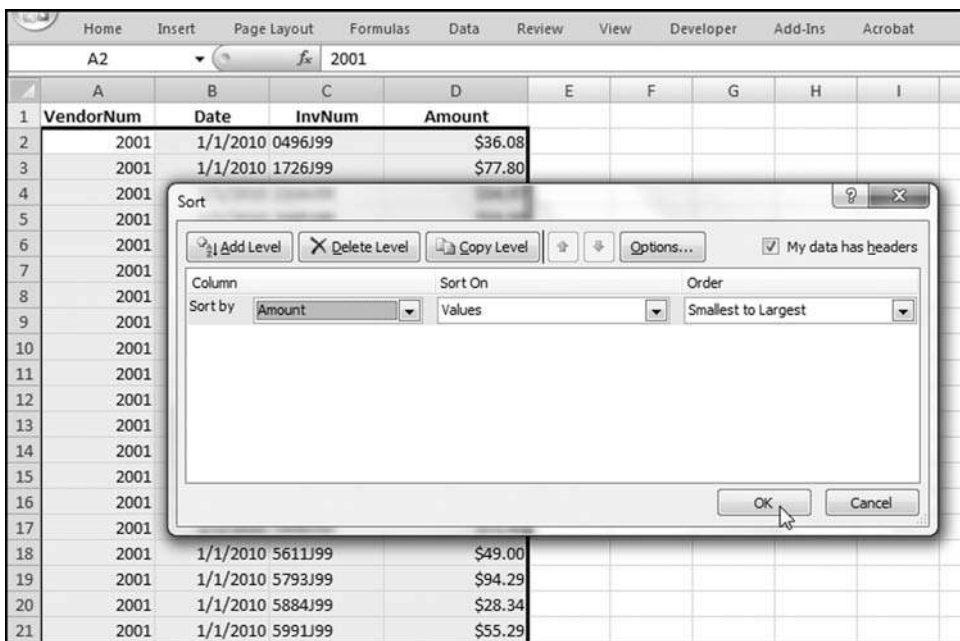 Home Insert Page Layout Formulas Data Review View Developer Add-Ins Acrobat
A2 fx 2001
A B C D E F G H I
1 VendorNum Date InvNum Amount
2 2001 1/1/2010 0496J99 $36.08
3 2001 1/1/2010 1726J99 $77.80
4 2001
5 2001
6 2001
7 2001
8 2001
9 2001
10 2001
11 2001
12 2001
13 2001
14 2001
15 2001
16 2001
17 2001
18 2001 1/1/2010 5611J99 $49.00
19 2001 1/1/2010 5793J99 $94.29
20 2001 1/1/2010 5884J99 $28.34
21 2001 1/1/2010 5991J99 $55.29
Sort
Add Level Delete Level Copy Level Options... My data has headers
Column Sort On Order
Sort by Amount Values Smallest to Largest
OK Cancel